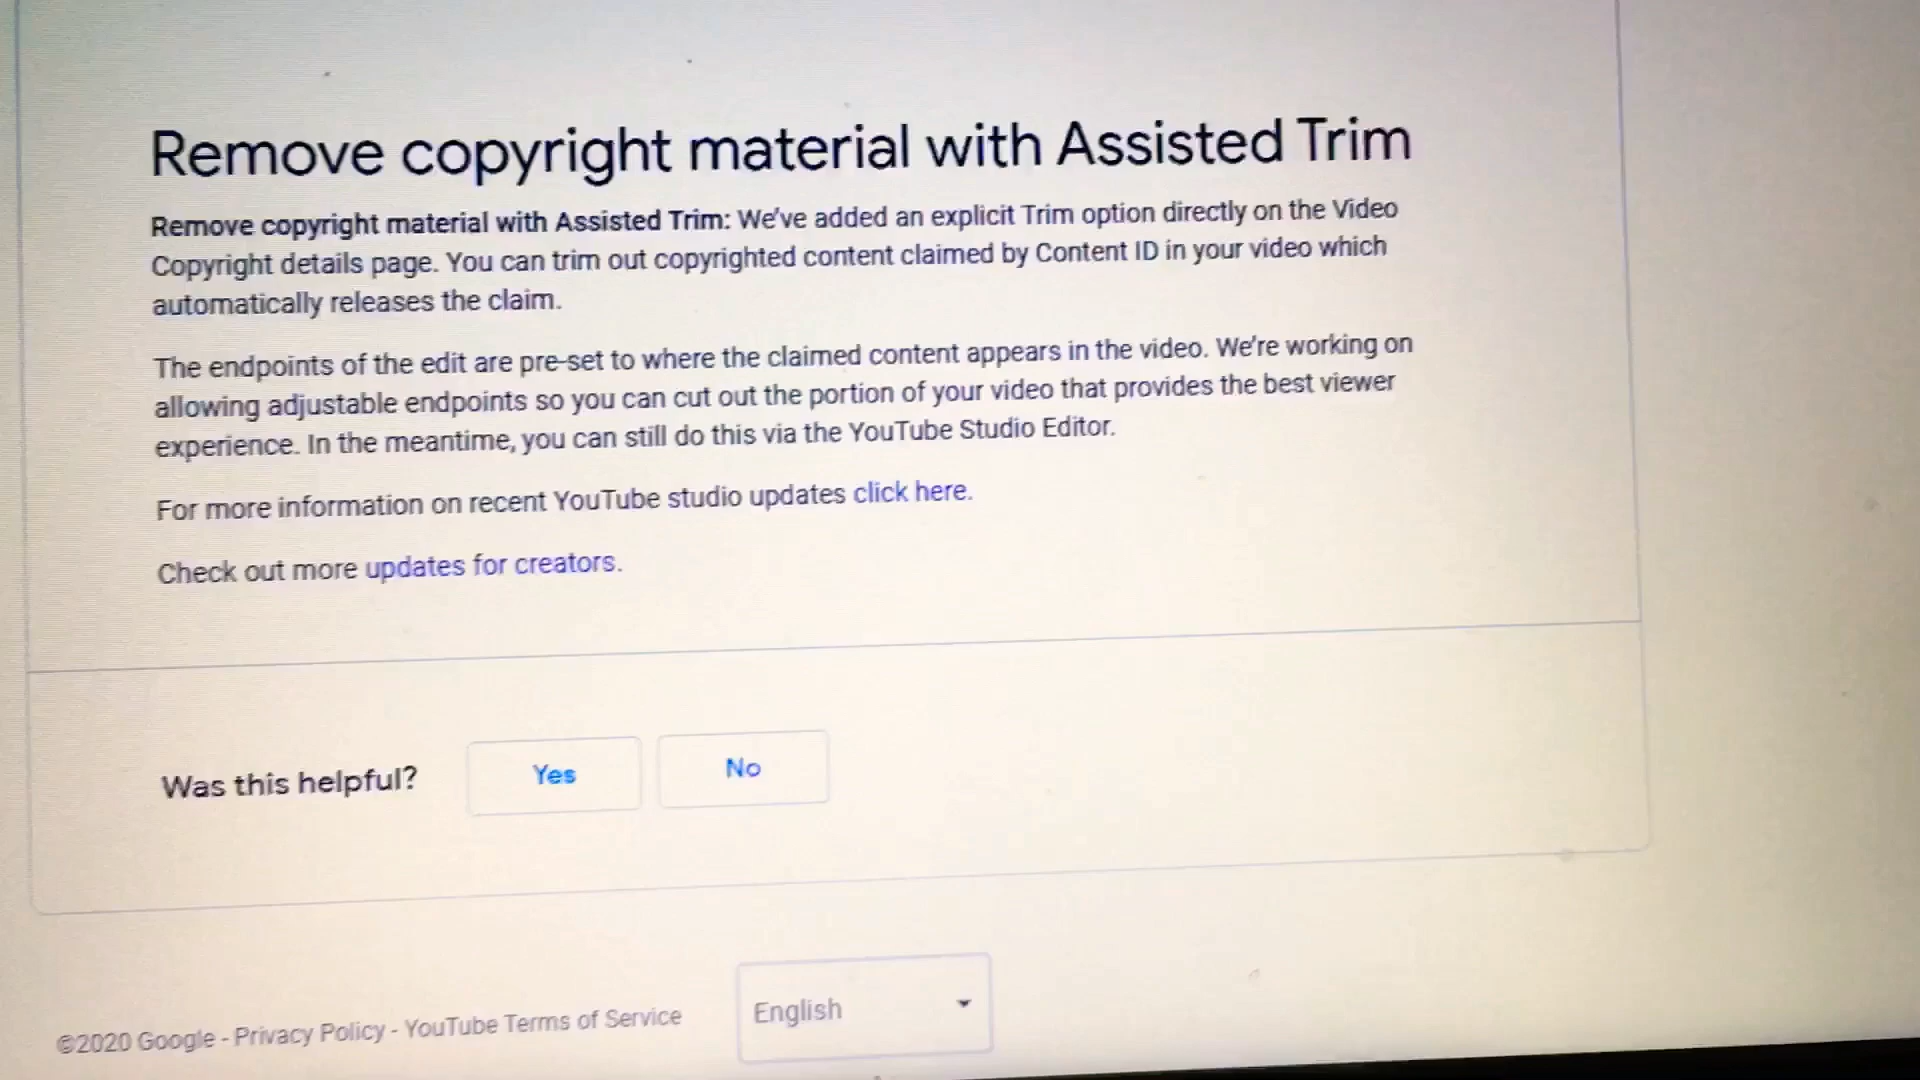 Remove copyright material with Assisted Trim
Remove copyright material with Assisted Trim: We've added an explicit Trim option directly on the Video
Copyright details page. You can trim out copyrighted content claimed by Content ID in your video which
automatically releases the claim.
The endpoints of the edit are pre-set to where the claimed content appears in the video. We're working on
allowing adjustable endpoints so you can cut out the portion of your video that provides the best viewer
experience. In the meantime, you can still do this via the YouTube Studio Editor.
For more information on recent YouTube studio updates click here.
Check out more updates for creators.
Was this helpful? Yes No
©2020 Google - Privacy Policy - YouTube Terms of Service English